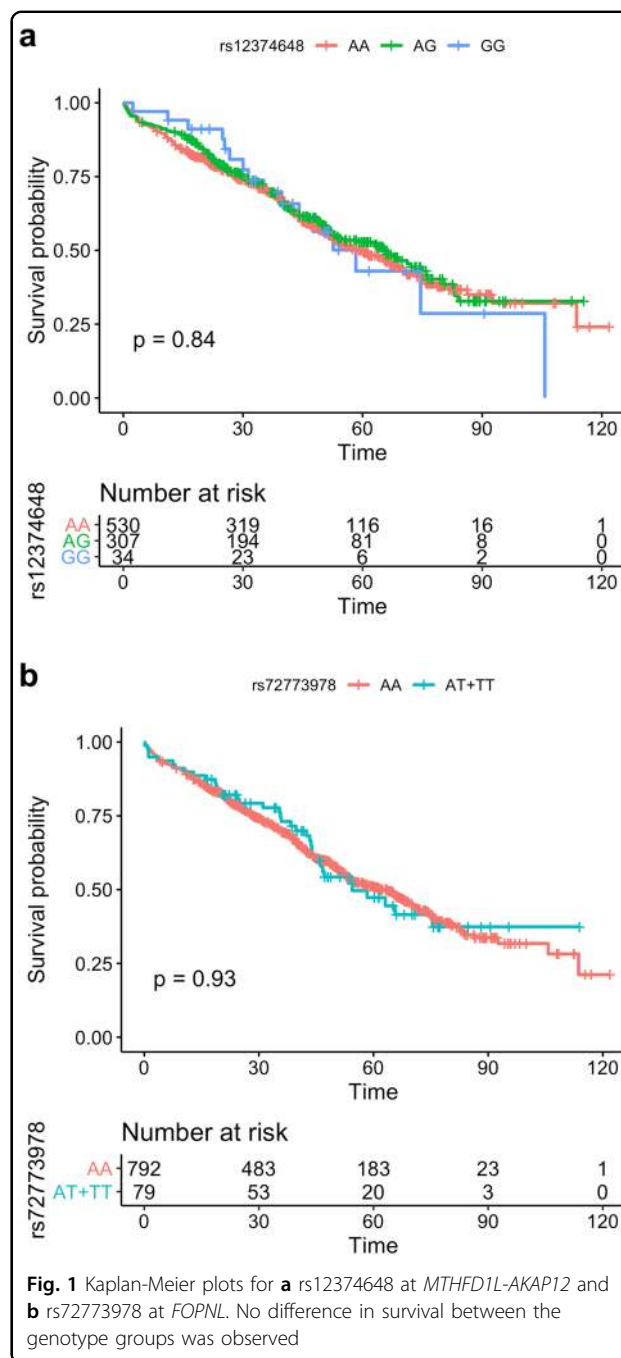 a
rs12374648 AA AG GG
1.00
0.75
0.50
0.25
0.00
Survival probability
p = 0.84
0 30 60 90 120
Time
Number at risk
rs12374648
AA 530 319 116 16 1
AG 307 194 81 8 0
GG 34 23 6 2 0
0 30 60 90 120
Time
b
rs72773978 AA AT+TT
1.00
0.75
0.50
0.25
0.00
Survival probability
p = 0.93
0 30 60 90 120
Time
Number at risk
rs72773978
AA 792 483 183 23 1
AT+TT 79 53 20 3 0
0 30 60 90 120
Time
Fig. 1 Kaplan-Meier plots for a rs12374648 at MTHFD1L-AKAP12 and
b rs72773978 at FOPNL. No difference in survival between the
genotype groups was observed